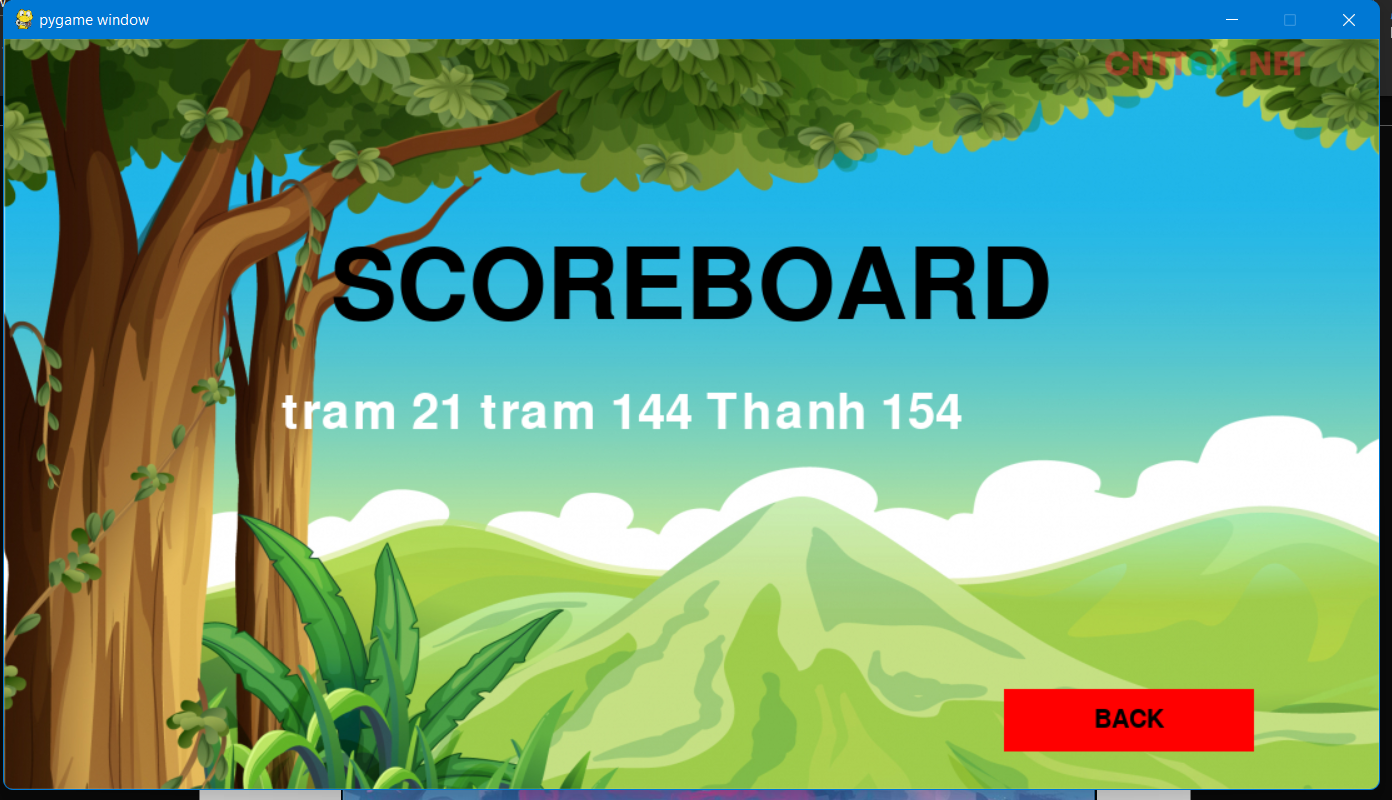 pygame window
CNTTQN.NET
SCOREBOARD
tram 21 tram 144 Thanh 154
BACK